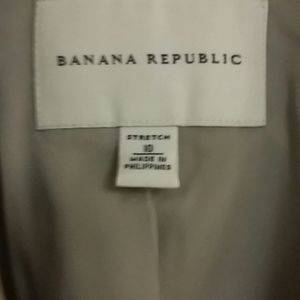 BANANA REPUBLIC
STRETCH
10
MADE IN
PHILIPPINES